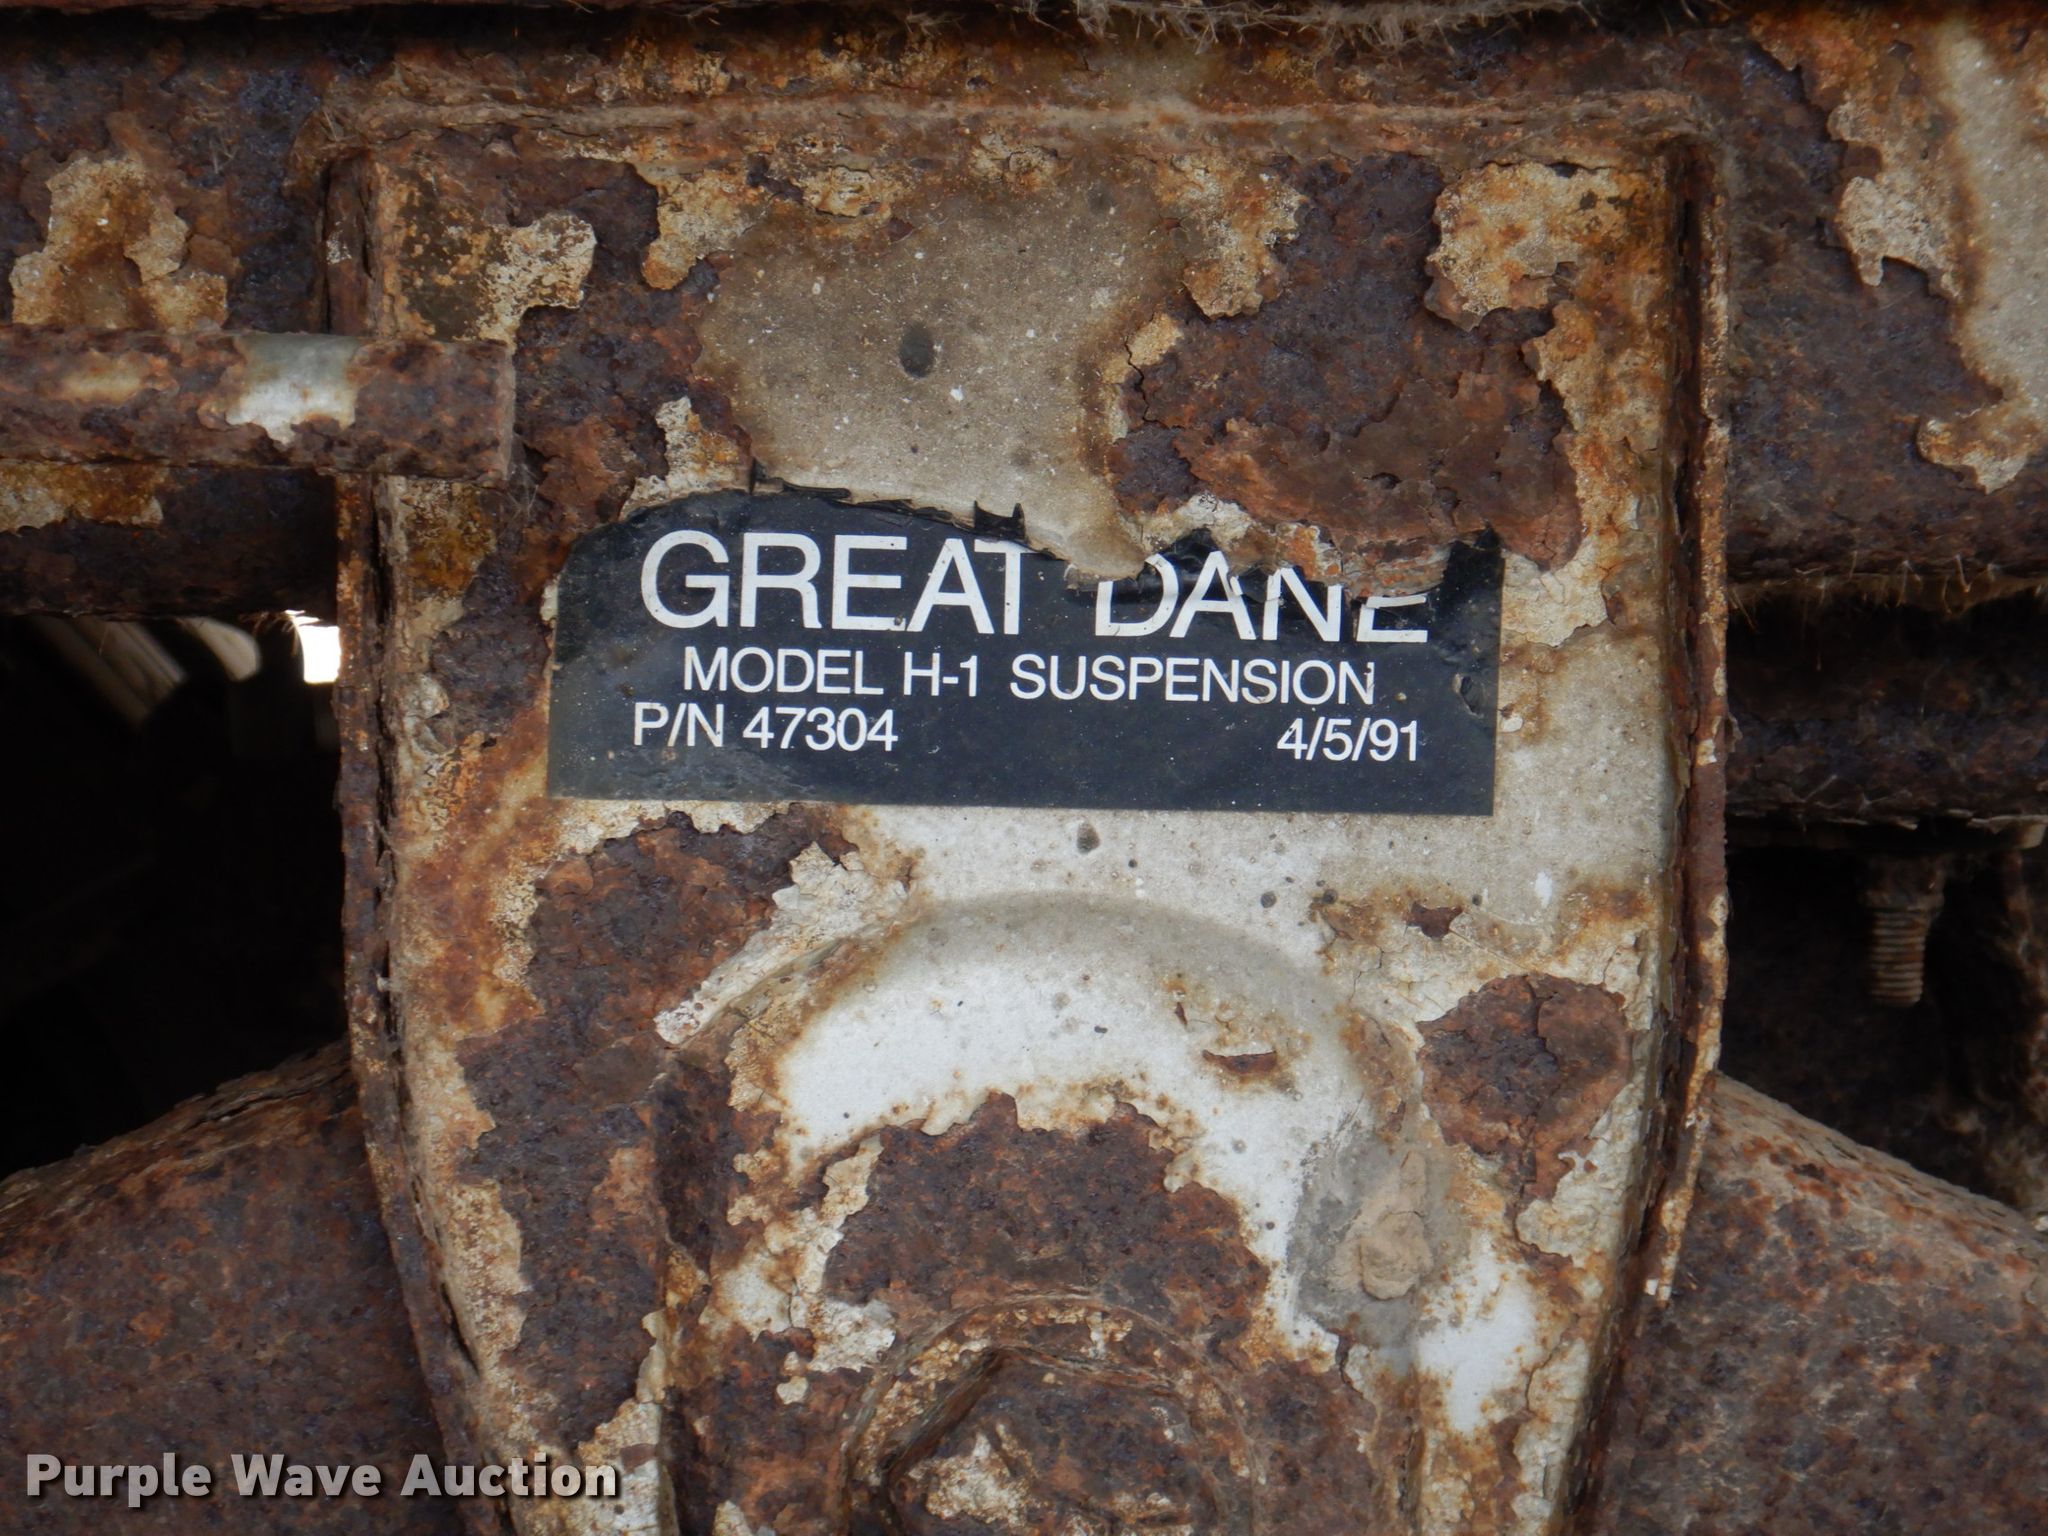 GREAT DANE
MODEL H-1 SUSPENSION
P/N 47304 4/5/91
Purple Wave Auction